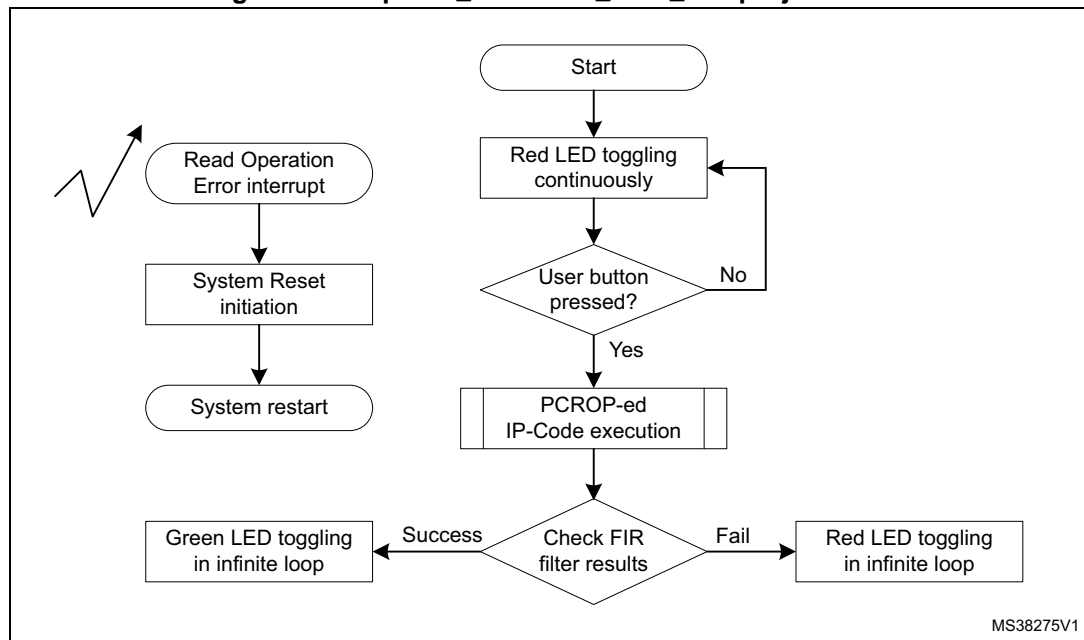 Start
Red LED toggling
continuously
User button
pressed?
No
Yes
PCROP-ed
IP-Code execution
Check FIR
filter results
Success
Green LED toggling
in infinite loop
Fail
Red LED toggling
in infinite loop
Read Operation
Error interrupt
System Reset
initiation
System restart
MS38275V1